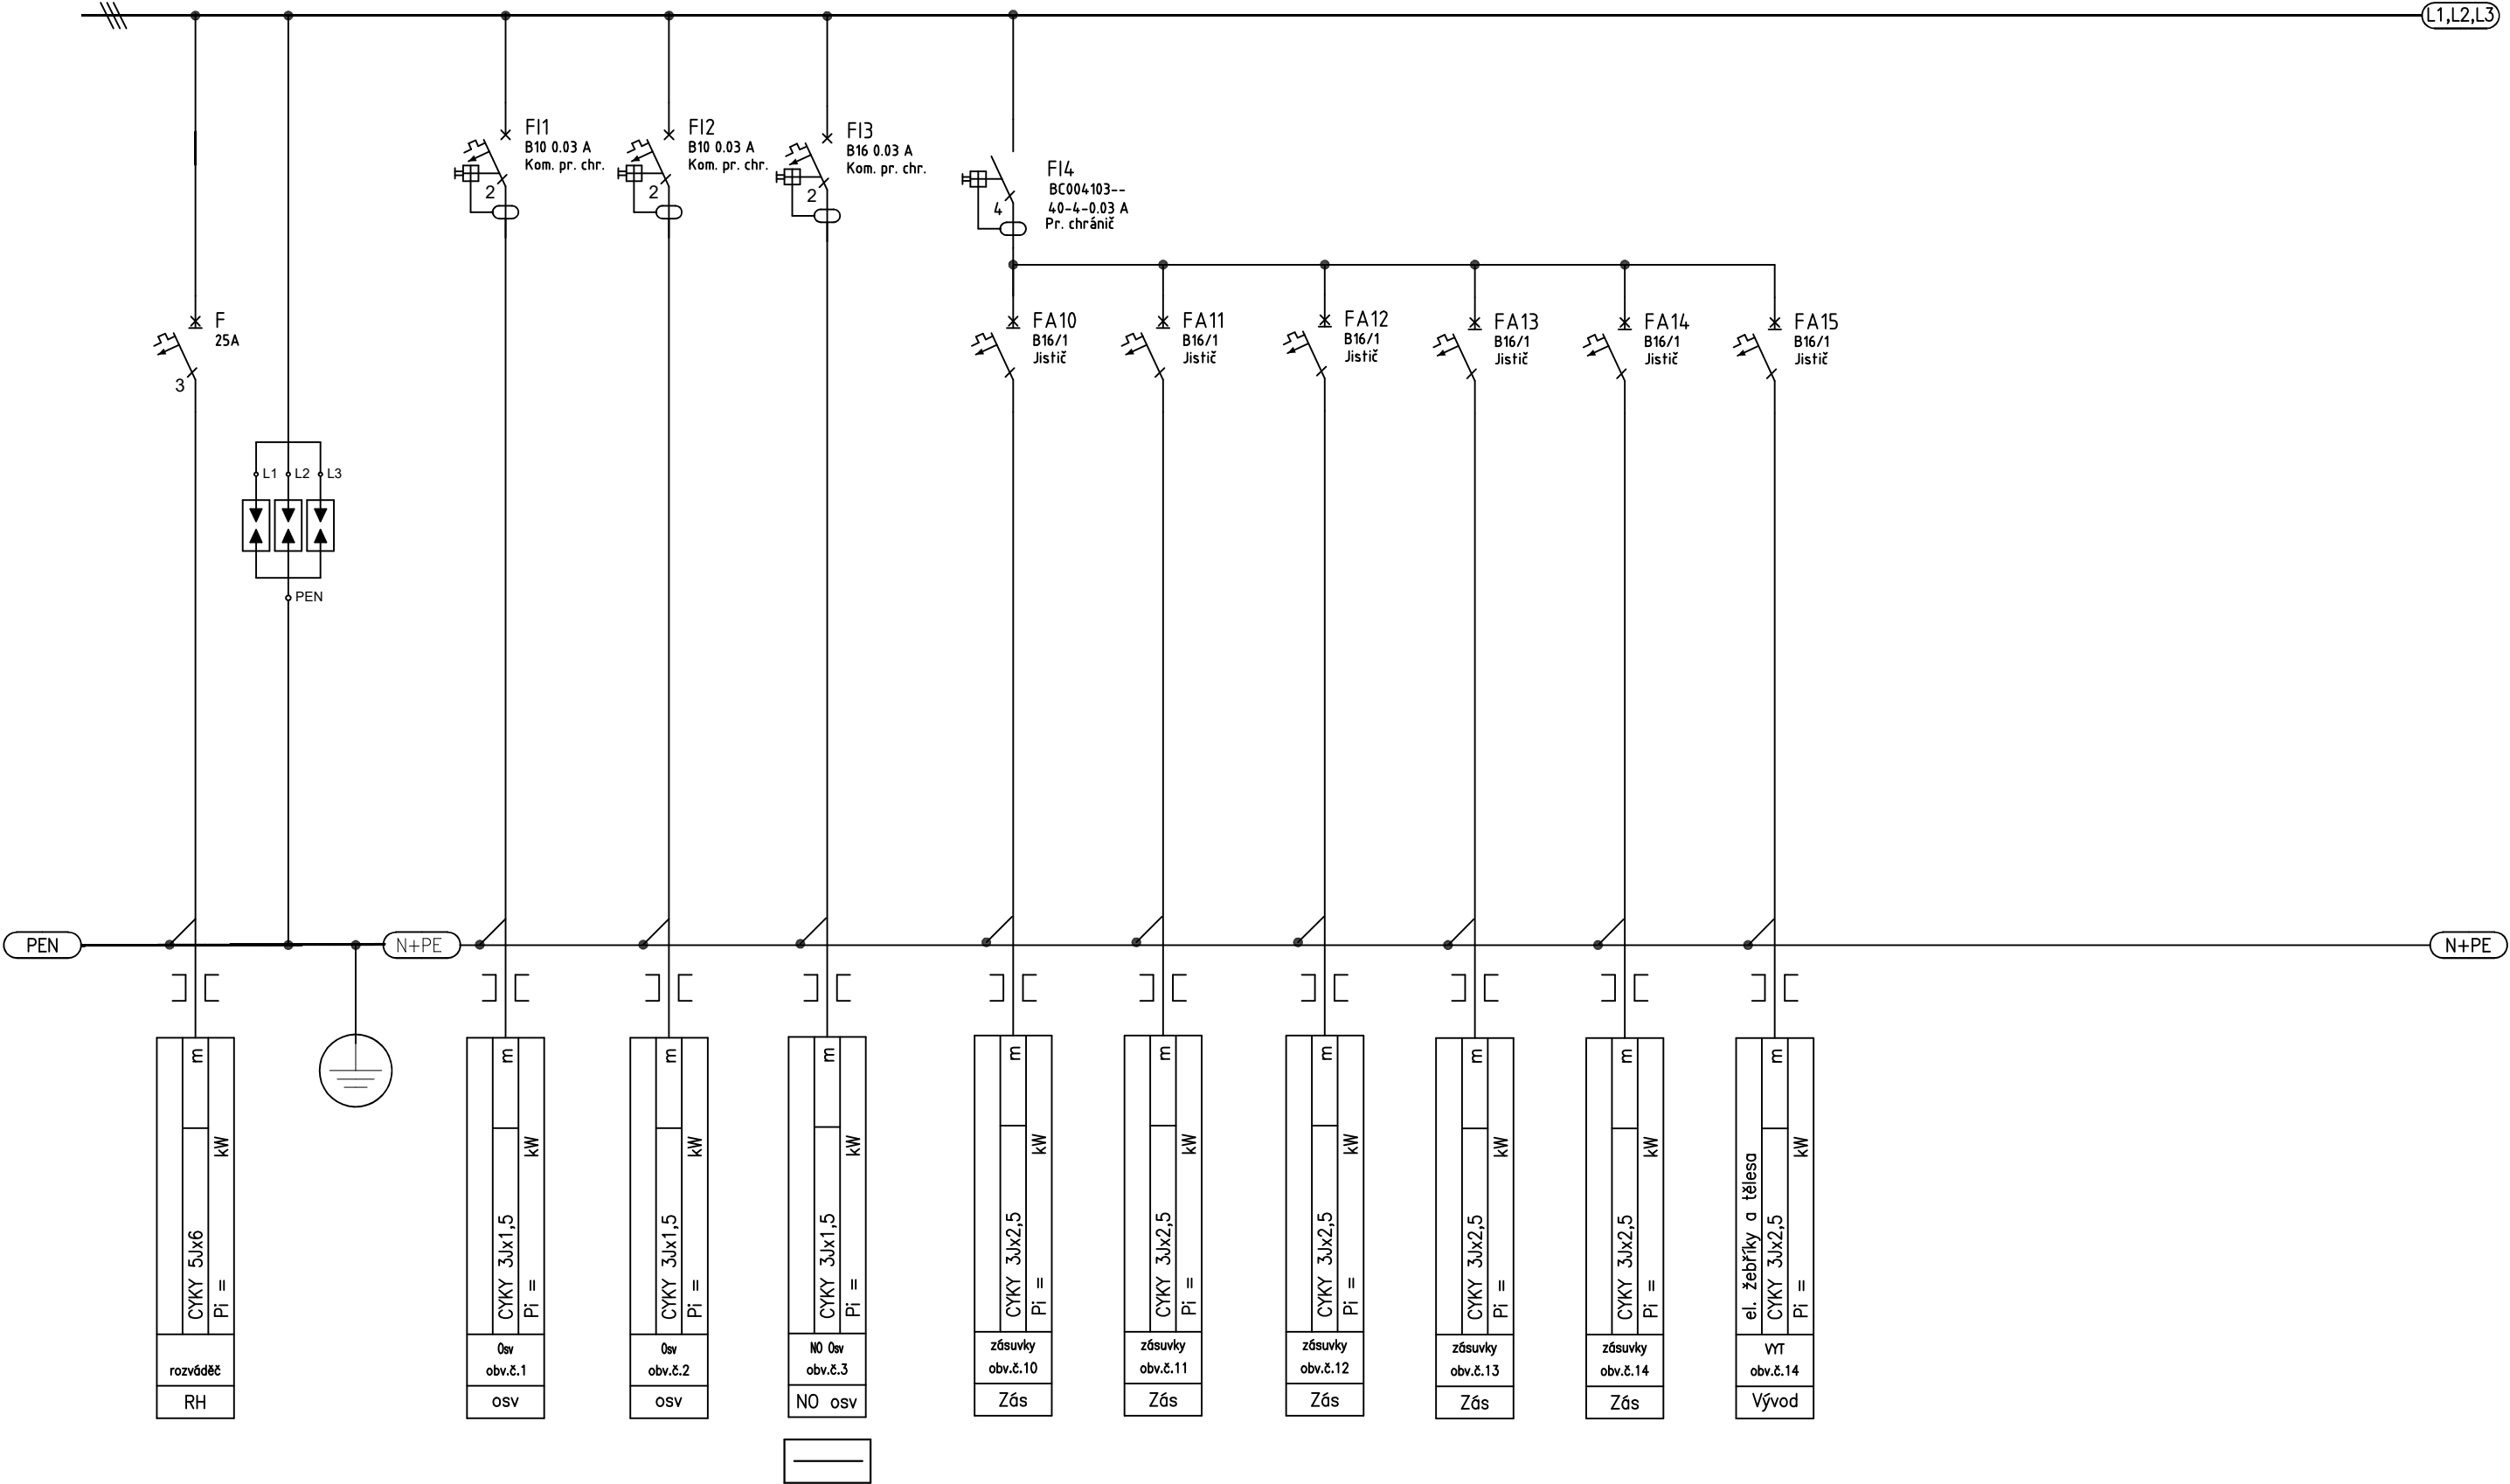 L1,L2,L3
FI1
B10 0.03 A
Kom. pr. chr.
2
FI2
B10 0.03 A
Kom. pr. chr.
2
FI3
B16 0.03 A
Kom. pr. chr.
2
FI4
BC004103--
40-4-0.03 A
Pr. chránič
4
F
25A
3
FA10
B16/1
Jistič
FA11
B16/1
Jistič
FA12
B16/1
Jistič
FA13
B16/1
Jistič
FA14
B16/1
Jistič
FA15
B16/1
Jistič
L1 L2 L3
PEN
PEN
N+PE
N+PE
CYKY 5Jx6 m
Pi = kW
rozváděč
RH
CYKY 3Jx1,5 m
Pi = kW
Osv
obv.č.1
osv
CYKY 3Jx1,5 m
Pi = kW
Osv
obv.č.2
osv
CYKY 3Jx1,5 m
Pi = kW
NO Osv
obv.č.3
NO osv
CYKY 3Jx2,5 m
Pi = kW
zásuvky
obv.č.10
Zás
CYKY 3Jx2,5 m
Pi = kW
zásuvky
obv.č.11
Zás
CYKY 3Jx2,5 m
Pi = kW
zásuvky
obv.č.12
Zás
CYKY 3Jx2,5 m
Pi = kW
zásuvky
obv.č.13
Zás
CYKY 3Jx2,5 m
Pi = kW
zásuvky
obv.č.14
Zás
el. žebříky a tělesa
CYKY 3Jx2,5 m
Pi = kW
VYT
obv.č.14
Vývod